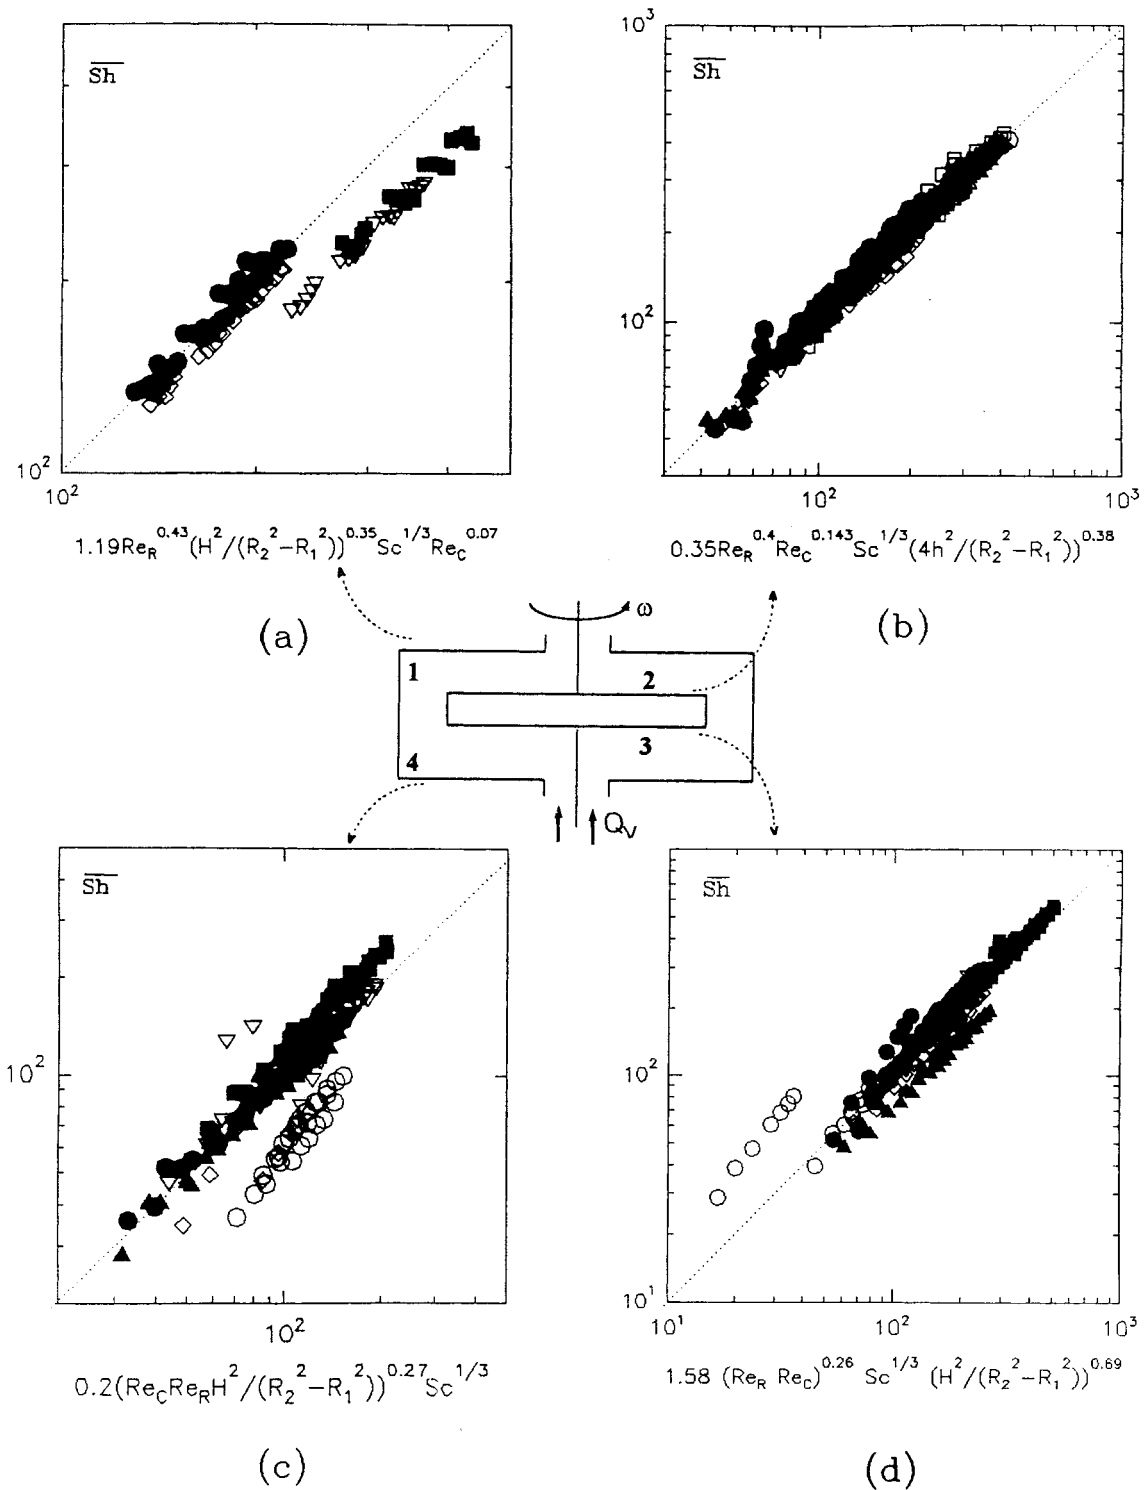 Sh
10²
10²
1.19Re_R^0.43(H²/(R₂²−R₁²))^0.35Sc^1/3Re_C^0.07
(a)
10³
Sh
10²
10²
10³
0.35Re_R^0.4Re_C^0.143Sc^1/3(4h²/(R₂²−R₁²))^0.38
(b)
ω
1
2
3
4
Q_V
Sh
10²
10²
0.2(Re_CRe_RH²/(R₂²−R₁²))^0.27Sc^1/3
(c)
Sh
10²
10¹
10¹
10²
10³
1.58 (Re_R Re_C)^0.26 Sc^1/3 (H²/(R₂²−R₁²))^0.69
(d)